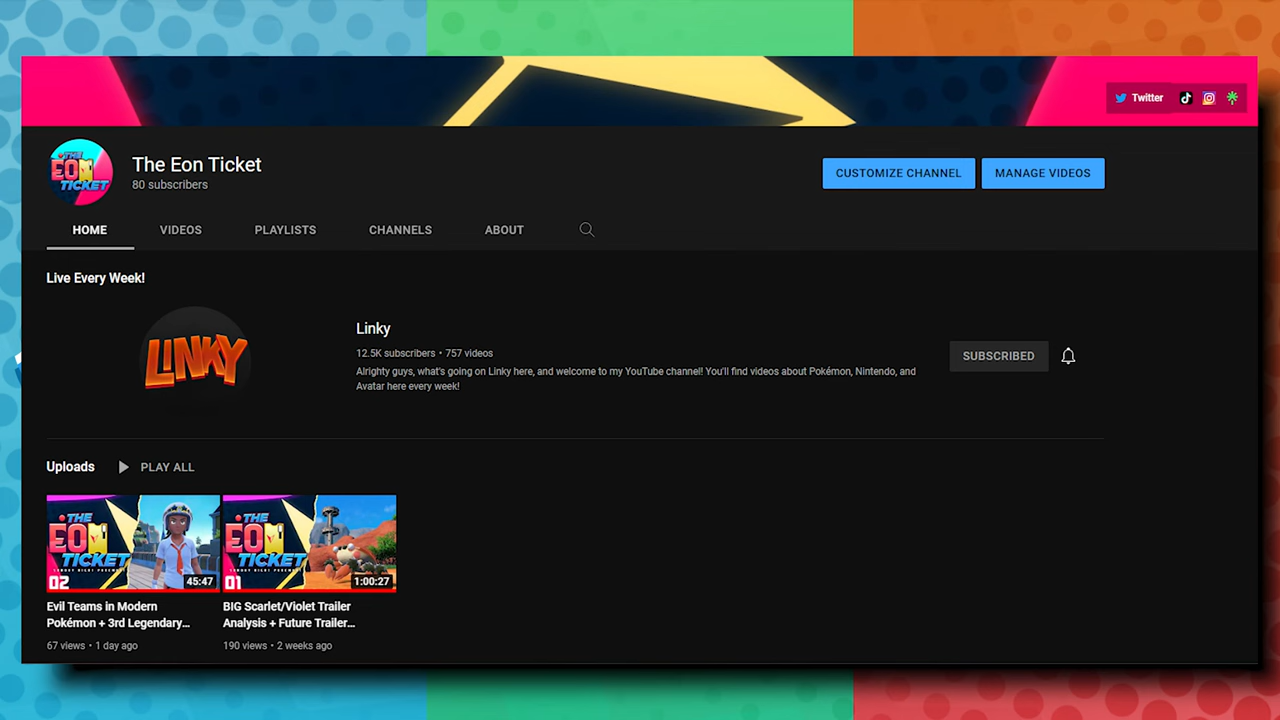 Twitter
THE
EON
TICKET
The Eon Ticket
80 subscribers
CUSTOMIZE CHANNEL
MANAGE VIDEOS
HOME
VIDEOS
PLAYLISTS
CHANNELS
ABOUT
Live Every Week!
LINKY
Linky
12.5K subscribers • 757 videos
Alrighty guys, what's going on Linky here, and welcome to my YouTube channel! You'll find videos about Pokémon, Nintendo, and
Avatar here every week!
SUBSCRIBED
Uploads
PLAY ALL
THE
EON
TICKET
02
45:47
THE
EON
TICKET
01
1:00:27
Evil Teams in Modern
Pokémon + 3rd Legendary...
67 views • 1 day ago
BIG Scarlet/Violet Trailer
Analysis + Future Trailer...
190 views • 2 weeks ago